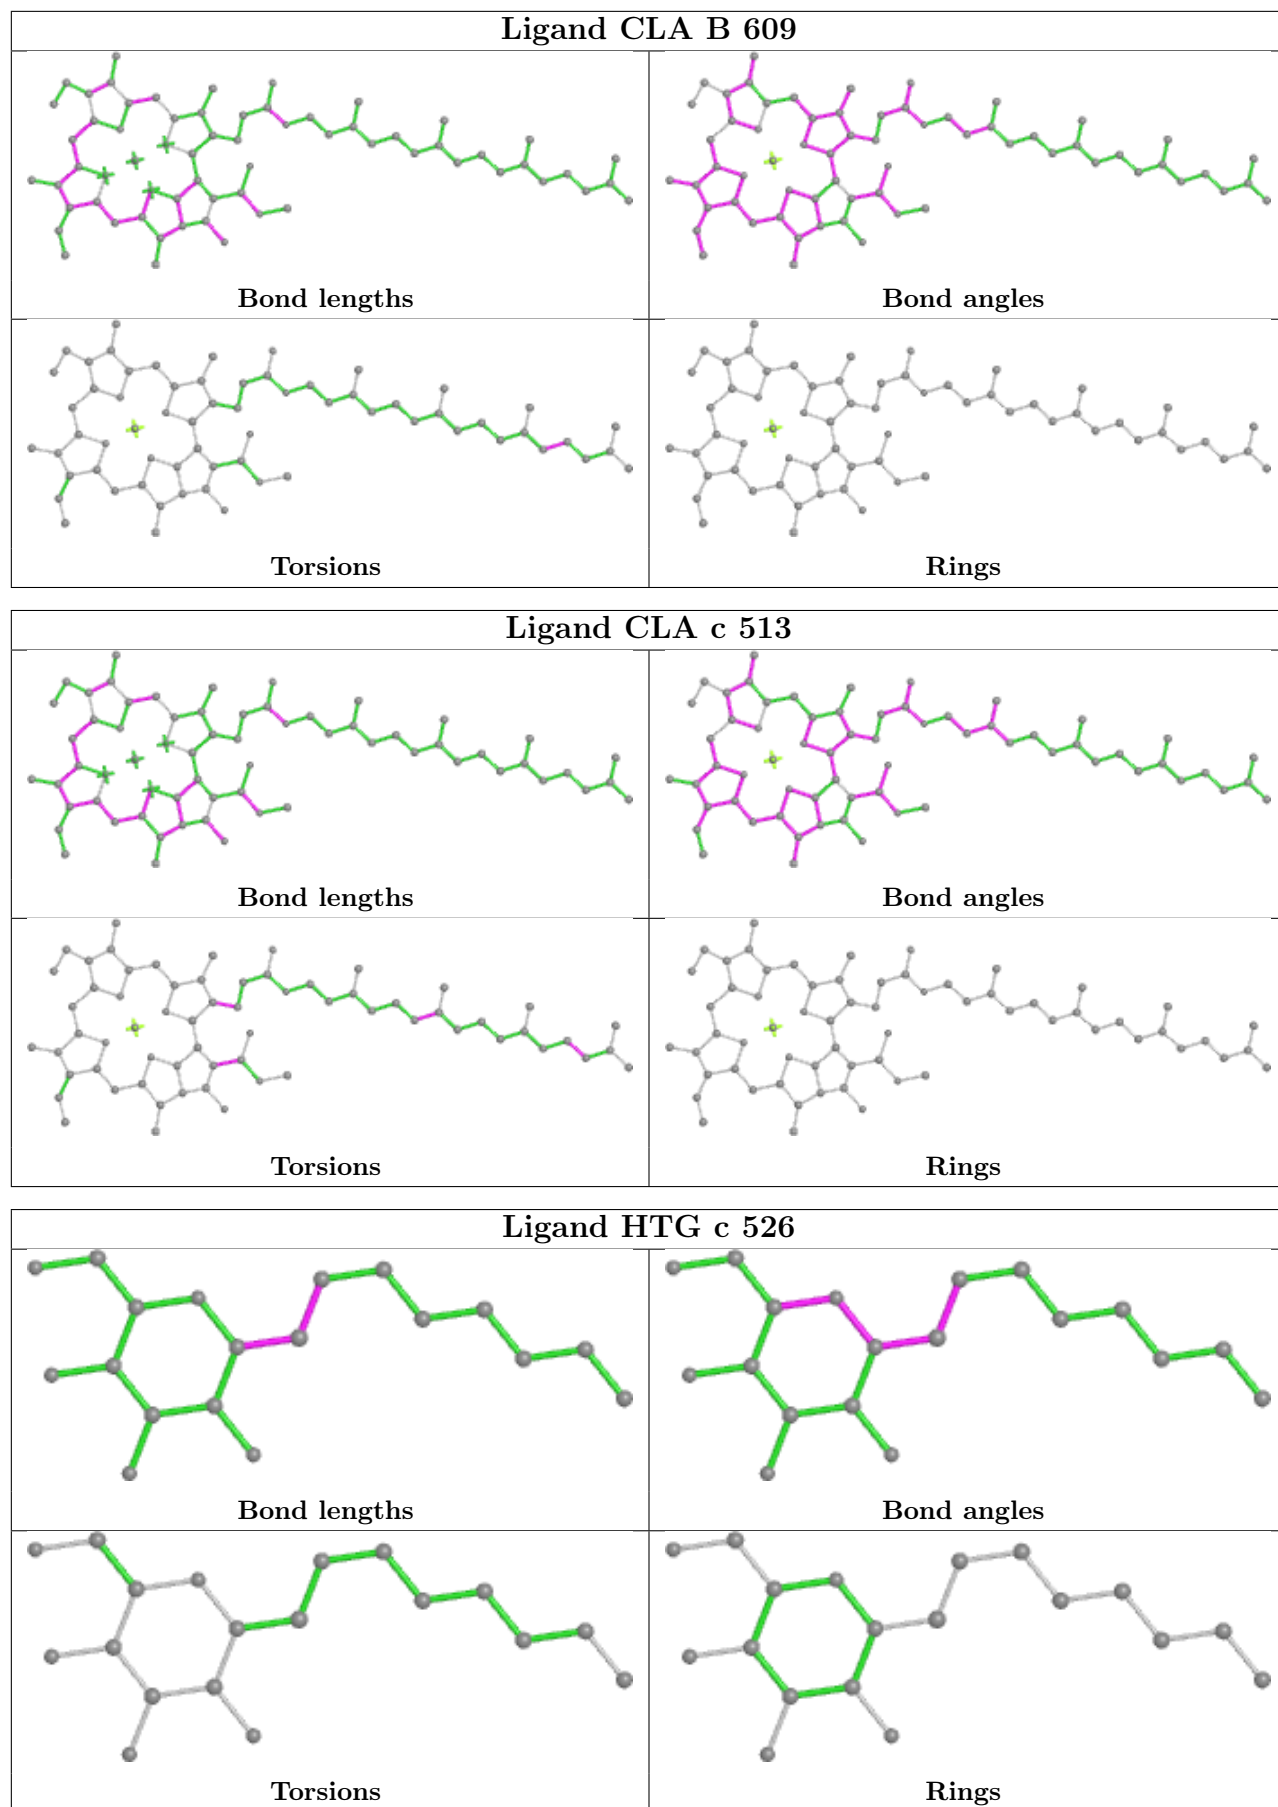 Ligand CLA B 609
Bond lengths
Bond angles
Torsions
Rings
Ligand CLA c 513
Bond lengths
Bond angles
Torsions
Rings
Ligand HTG c 526
Bond lengths
Bond angles
Torsions
Rings